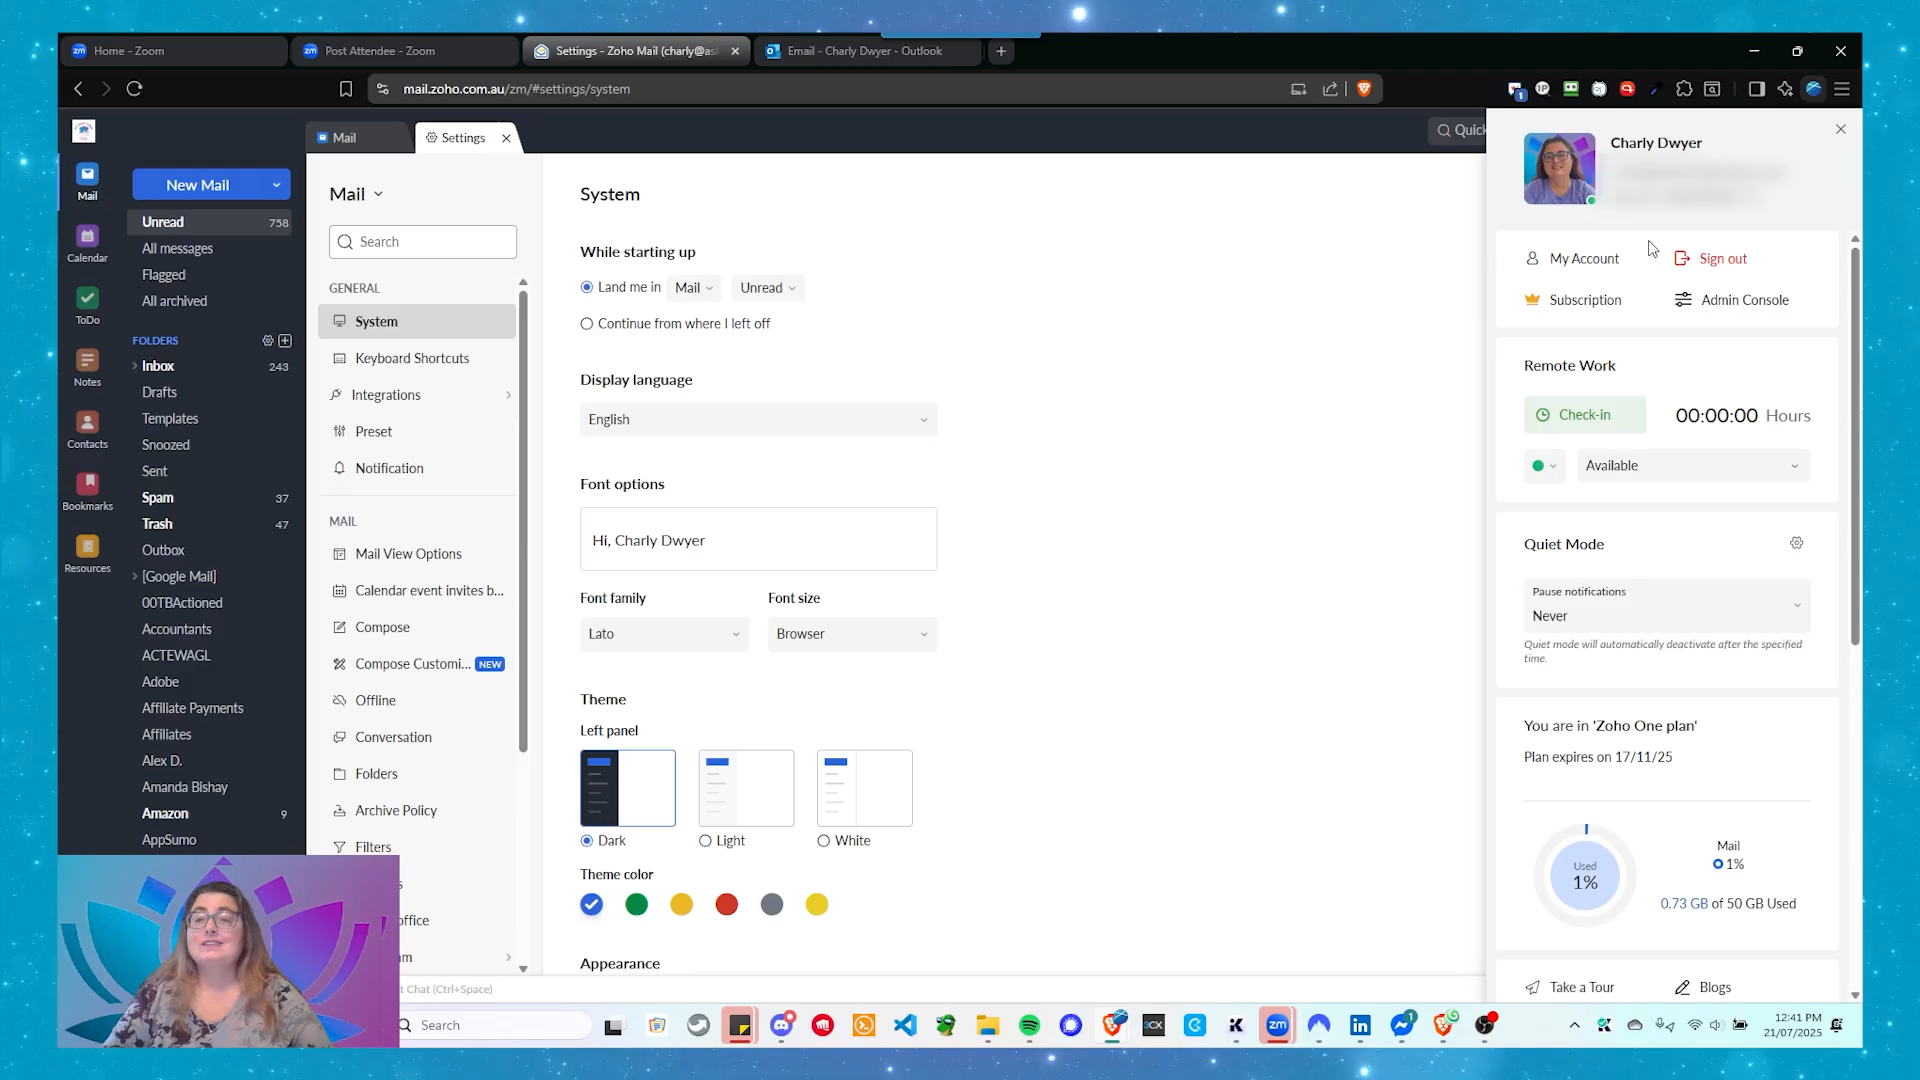 Home - Zoom
Post Attendee - Zoom
Settings - Zoho Mail (charly@as
Email - Charly Dwyer - Outlook
mail.zoho.com.au/zm/#settings/system
1
Mail
Settings
Quick
Charly Dwyer
My Account
Sign out
Subscription
Admin Console
Remote Work
Check-in
00:00:00 Hours
Available
Quiet Mode
Pause notifications
Never
Quiet mode will automatically deactivate after the specified
time.
You are in 'Zoho One plan'
Plan expires on 17/11/25
Used
1%
Mail
1%
0.73 GB of 50 GB Used
Take a Tour
Blogs
Mail
Calendar
ToDo
Notes
Contacts
Bookmarks
Resources
New Mail
Unread 758
All messages
Flagged
All archived
FOLDERS
Inbox 243
Drafts
Templates
Snoozed
Sent
Spam 37
Trash 47
Outbox
[Google Mail]
00TBActioned
Accountants
ACTEWAGL
Adobe
Affiliate Payments
Affiliates
Alex D.
Amanda Bishay
Amazon 9
AppSumo
Mail
Search
GENERAL
System
Keyboard Shortcuts
Integrations
Preset
Notification
MAIL
Mail View Options
Calendar event invites b...
Compose
Compose Customi... NEW
Offline
Conversation
Folders
Archive Policy
Filters
System
While starting up
Land me in Mail Unread
Continue from where I left off
Display language
English
Font options
Hi, Charly Dwyer
Font family
Font size
Lato
Browser
Theme
Left panel
Dark
Light
White
Theme color
Appearance
t Chat (Ctrl+Space)
Search
zm
3CX
12:41 PM
21/07/2025